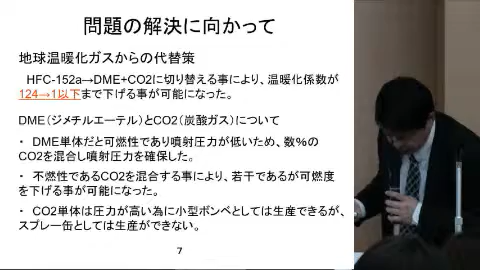 問題の解決に向かって
地球温暖化ガスからの代替策
HFC-152a→DME+CO2に切り替える事により、温暖化係数が
124→1以下まで下げる事が可能になった。
DME（ジメチルエーテル）とCO2（炭酸ガス）について
・ DME単体だと可燃性であり噴射圧力が低いため、数%の
CO2を混合し噴射圧力を確保した。
・ 不燃性であるCO2を混合する事により、若干であるが可燃度
を下げる事が可能になった。
・ CO2単体は圧力が高い為に小型ボンベとしては生産できるが、
スプレー缶としては生産ができない。
7